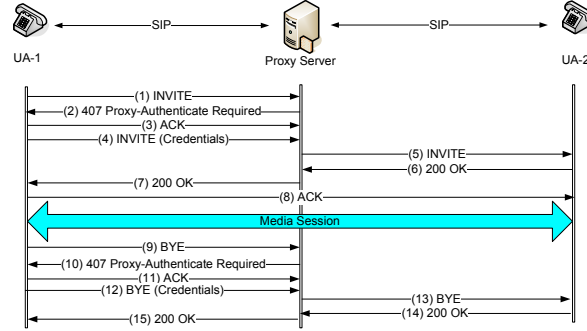 SIP
SIP
UA-1
Proxy Server
UA-2
(1) INVITE
(2) 407 Proxy-Authenticate Required
(3) ACK
(4) INVITE (Credentials)
(5) INVITE
(6) 200 OK
(7) 200 OK
(8) ACK
Media Session
(9) BYE
(10) 407 Proxy-Authenticate Required
(11) ACK
(12) BYE (Credentials)
(13) BYE
(14) 200 OK
(15) 200 OK